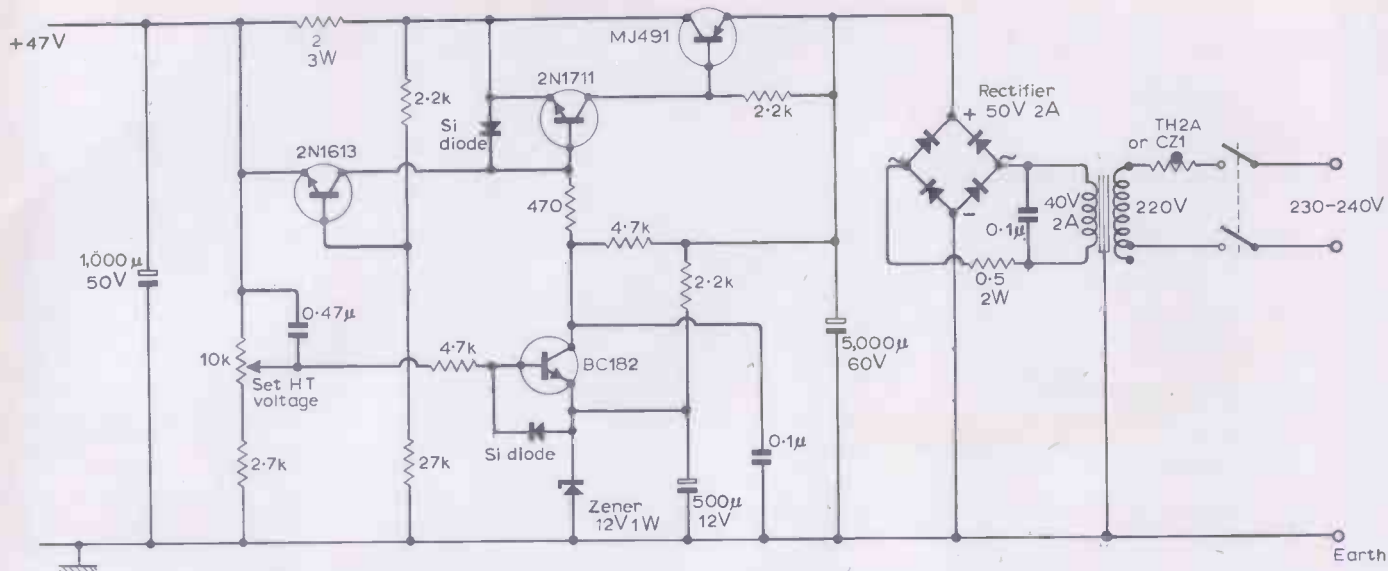 +47V
2
3W
MJ491
2N1711
2·2k
2·2k
Si
diode
2N1613
Rectifier
50V 2A
+
~
~
-
TH2A
or CZ1
40V
2A
220V
230-240V
0·1μ
0·5
2W
470
4·7k
2·2k
1,000μ
50V
0·47μ
10k
Set HT
voltage
4·7k
BC182
5,000μ
60V
Si diode
0·1μ
2·7k
27k
Zener
12V 1W
500μ
12V
Earth